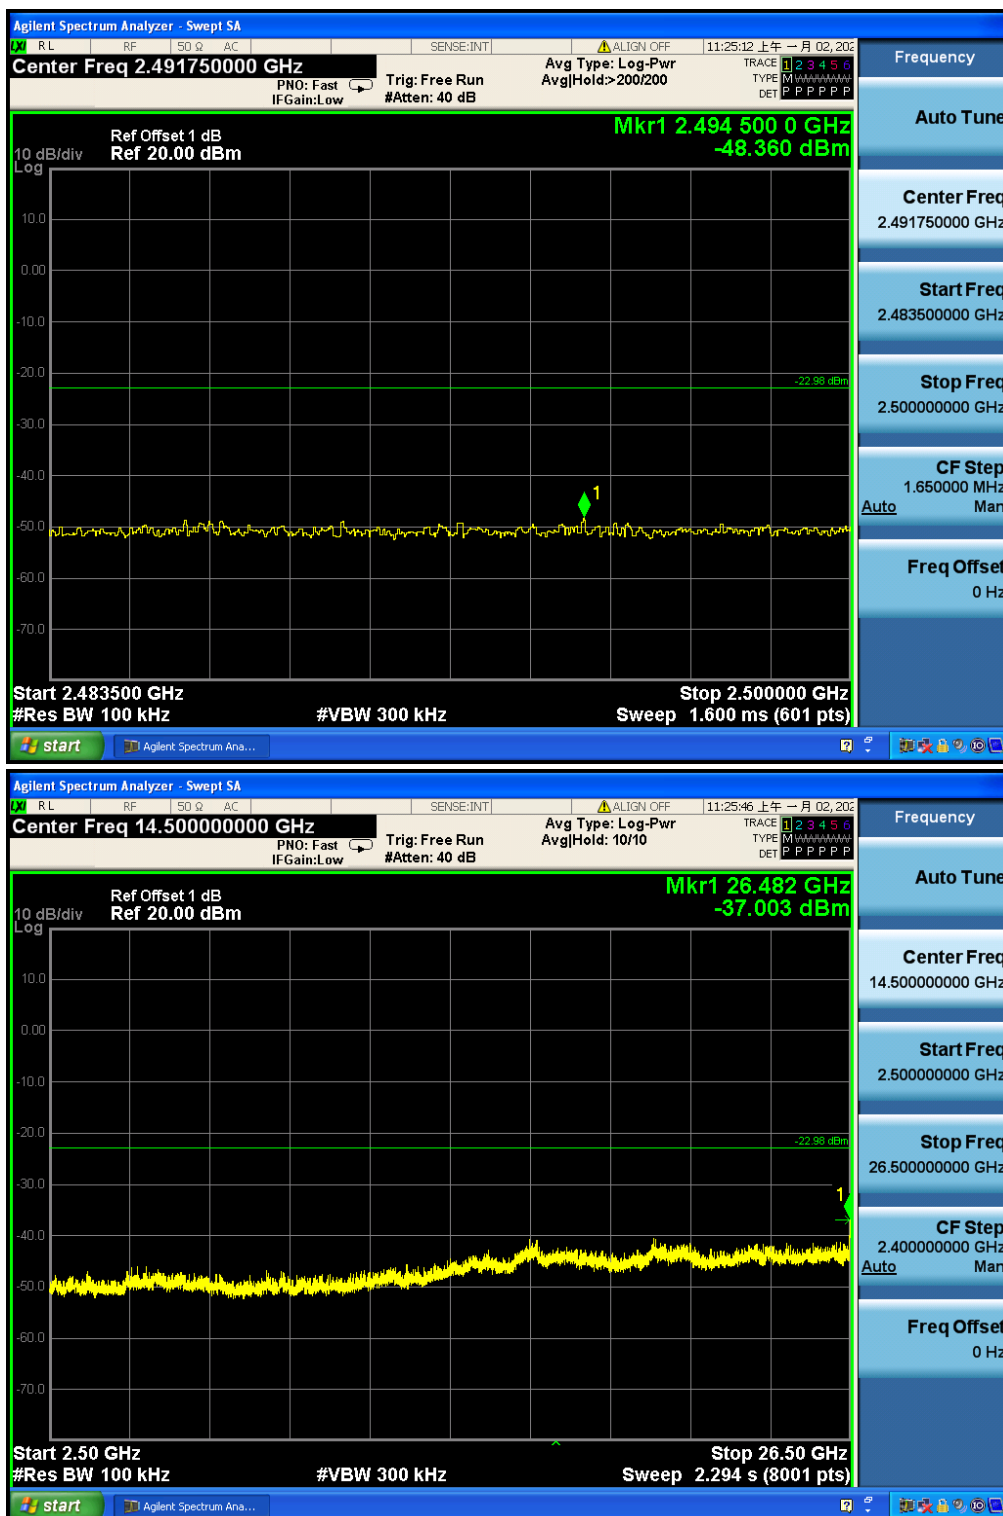 Agilent Spectrum Analyzer - Swept SA
LXI RL RF 50 Ω AC SENSE:INT ALIGN OFF 11:25:12 上午 一月 02, 202
Center Freq 2.491750000 GHz
PNO: Fast
IFGain:Low
Trig: Free Run
#Atten: 40 dB
Avg Type: Log-Pwr
Avg|Hold:>200/200
TRACE 1 2 3 4 5 6
TYPE M
DET P P P P P P
Frequency
Auto Tune
Center Freq
2.491750000 GHz
Start Freq
2.483500000 GHz
Stop Freq
2.500000000 GHz
CF Step
1.650000 MHz
Auto Man
Freq Offset
0 Hz
Ref Offset 1 dB
10 dB/div Ref 20.00 dBm
Log
Mkr1 2.494 500 0 GHz
-48.360 dBm
10.0
0.00
-10.0
-20.0
-22.98 dBm
-30.0
-40.0
1
-50.0
-60.0
-70.0
Start 2.483500 GHz Stop 2.500000 GHz
#Res BW 100 kHz #VBW 300 kHz Sweep 1.600 ms (601 pts)
start Agilent Spectrum Ana...
Agilent Spectrum Analyzer - Swept SA
LXI RL RF 50 Ω AC SENSE:INT ALIGN OFF 11:25:46 上午 一月 02, 202
Center Freq 14.500000000 GHz
PNO: Fast
IFGain:Low
Trig: Free Run
#Atten: 40 dB
Avg Type: Log-Pwr
Avg|Hold: 10/10
TRACE 1 2 3 4 5 6
TYPE M
DET P P P P P P
Frequency
Auto Tune
Center Freq
14.500000000 GHz
Start Freq
2.500000000 GHz
Stop Freq
26.500000000 GHz
CF Step
2.400000000 GHz
Auto Man
Freq Offset
0 Hz
Ref Offset 1 dB
10 dB/div Ref 20.00 dBm
Log
Mkr1 26.482 GHz
-37.003 dBm
10.0
0.00
-10.0
-20.0
-22.98 dBm
-30.0
1
-40.0
-50.0
-60.0
-70.0
Start 2.50 GHz Stop 26.50 GHz
#Res BW 100 kHz #VBW 300 kHz Sweep 2.294 s (8001 pts)
start Agilent Spectrum Ana...